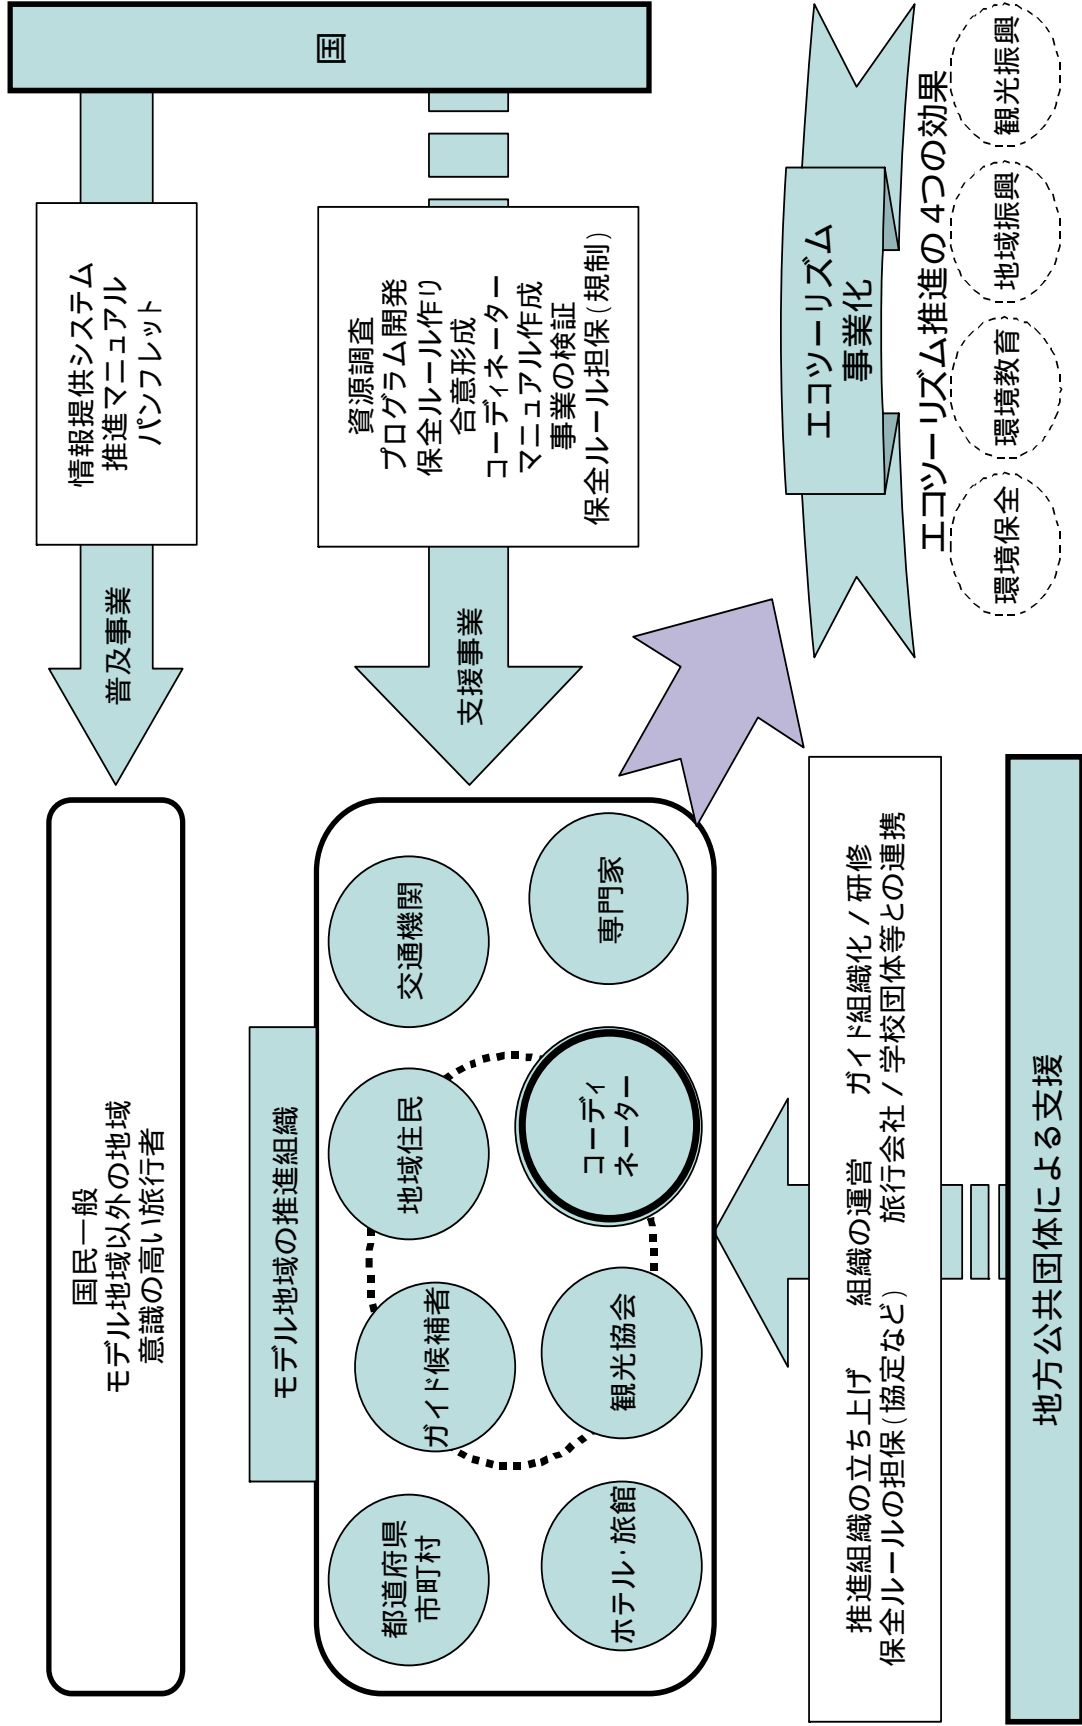 国民一般
モデル地域以外の地域
意識の高い旅行者
普及事業
情報提供システム
推進マニュアル
パンフレット
国
モデル地域の推進組織
都道府県
市町村
ガイド候補者
地域住民
交通機関
ホテル・旅館
観光協会
コーディ
ネーター
専門家
支援事業
資源調査
プログラム開発
保全ルール作り
合意形成
コーディネーター
マニュアル作成
事業の検証
保全ルール担保(規制)
推進組織の立ち上げ 組織の運営 ガイド組織化/研修
保全ルールの担保(協定など) 旅行会社/学校団体等との連携
地方公共団体による支援
エコツーリズム
事業化
エコツーリズム推進の4つの効果
環境保全
環境教育
地域振興
観光振興